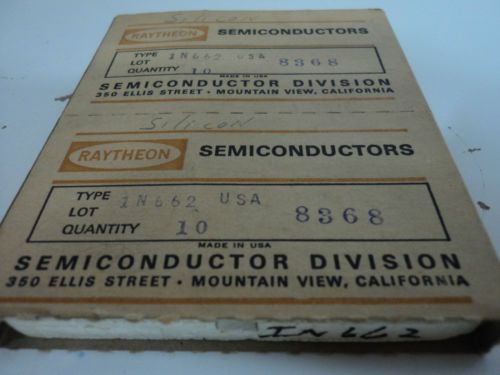 Silicon
RAYTHEON SEMICONDUCTORS
TYPE 1N662 USA
LOT 8368
QUANTITY 10
MADE IN USA
SEMICONDUCTOR DIVISION
350 ELLIS STREET • MOUNTAIN VIEW, CALIFORNIA
Silicon
RAYTHEON SEMICONDUCTORS
TYPE 1N662 USA
LOT 8368
QUANTITY 10
MADE IN USA
SEMICONDUCTOR DIVISION
350 ELLIS STREET • MOUNTAIN VIEW, CALIFORNIA
IN662